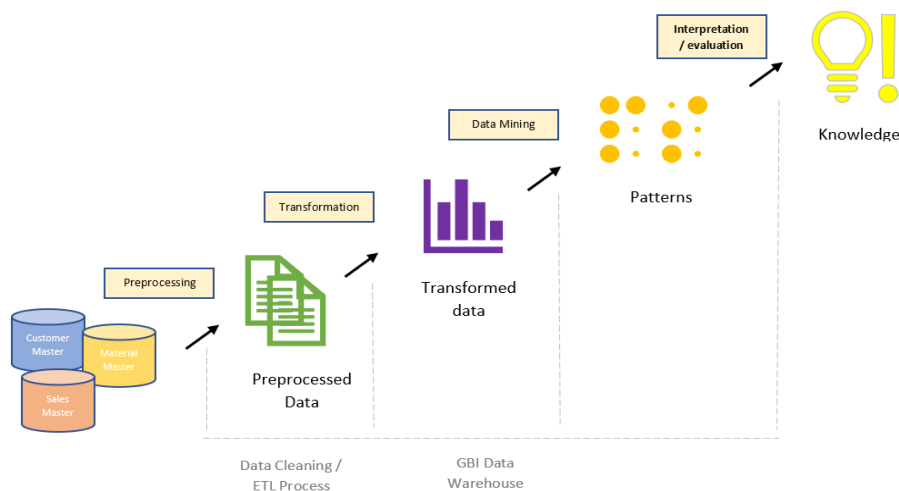 Interpretation
/ evaluation
Knowledge
Data Mining
Patterns
Transformation
Transformed
data
Preprocessing
Customer
Master
Material
Master
Sales
Master
Preprocessed
Data
Data Cleaning /
ETL Process
GBI Data
Warehouse